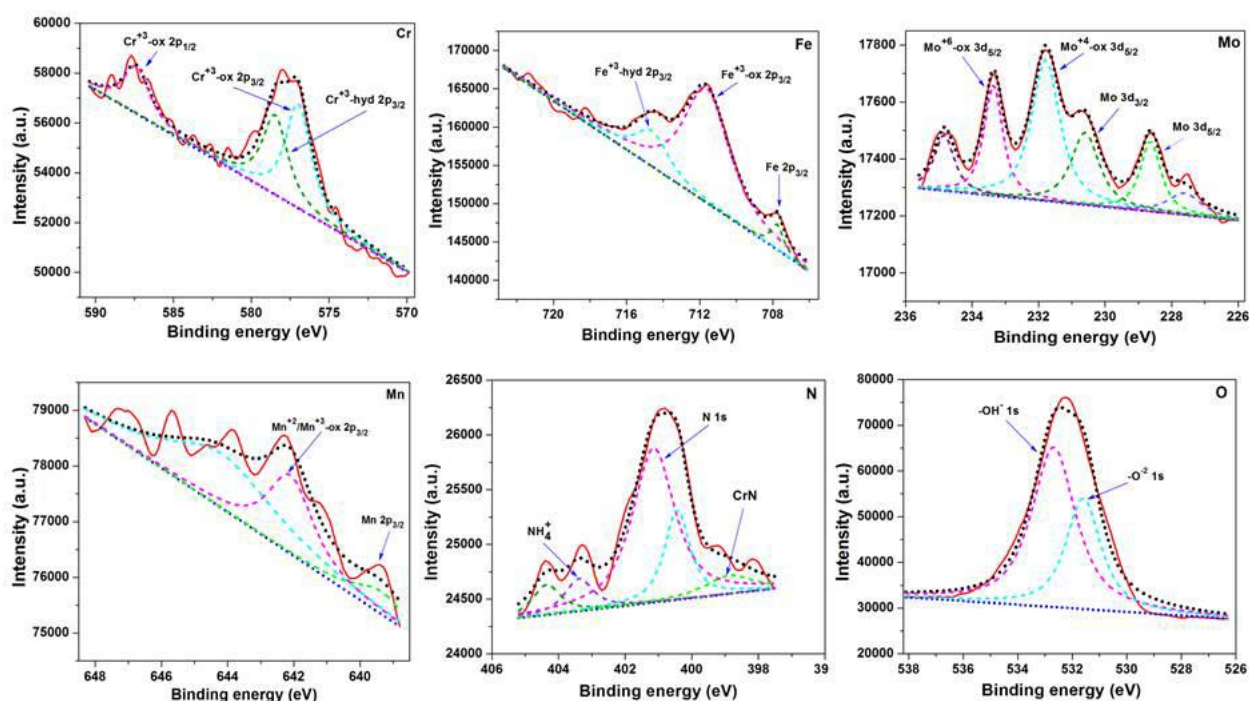 Cr
Cr+3-ox 2p1/2
Cr+3-ox 2p3/2
Cr+3-hyd 2p3/2
60000
58000
56000
54000
52000
50000
Intensity (a.u.)
590 585 580 575 570
Binding energy (eV)
Fe
Fe+3-hyd 2p3/2
Fe+3-ox 2p3/2
Fe 2p3/2
170000
165000
160000
155000
150000
145000
140000
Intensity (a.u.)
720 716 712 708
Binding energy (eV)
Mo
Mo+6-ox 3d5/2
Mo+4-ox 3d5/2
Mo 3d3/2
Mo 3d5/2
17800
17600
17400
17200
17000
Intensity (a.u.)
236 234 232 230 228 226
Binding energy (eV)
Mn
Mn+2/Mn+3-ox 2p3/2
Mn 2p3/2
79000
78000
77000
76000
75000
Intensity (a.u.)
648 646 644 642 640
Binding energy (eV)
N
N 1s
CrN
NH4+
26500
26000
25500
25000
24500
24000
Intensity (a.u.)
406 404 402 400 398 39
Binding energy (eV)
O
-OH- 1s
-O-2 1s
80000
70000
60000
50000
40000
30000
20000
Intensity (a.u.)
538 536 534 532 530 528 526
Binding energy (eV)